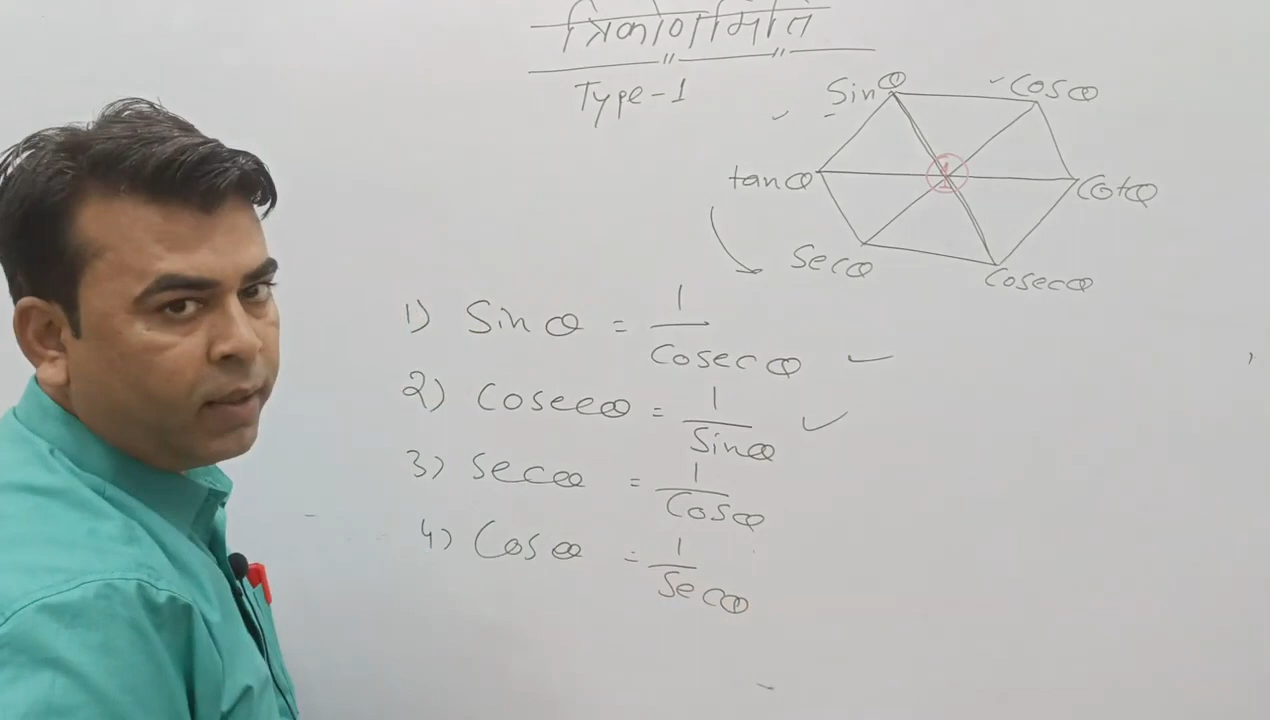 त्रिकोणमिति
Type-1
Sinθ
Cosθ
tanθ
1
Cotθ
Secθ
Cosecθ
1) Sinθ = 1/Cosecθ
2) Cosecθ = 1/Sinθ
3) Secθ = 1/Cosθ
4) Cosθ = 1/Secθ